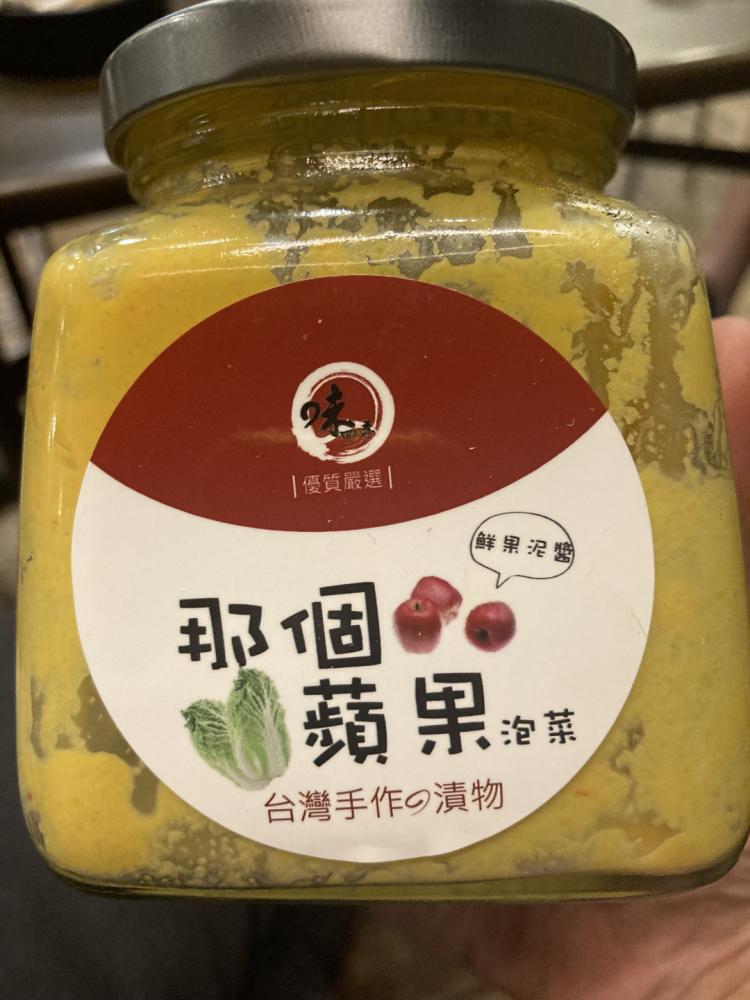 味
優質嚴選
鮮果泥醬
那個
蘋果泡菜
台灣手作の漬物